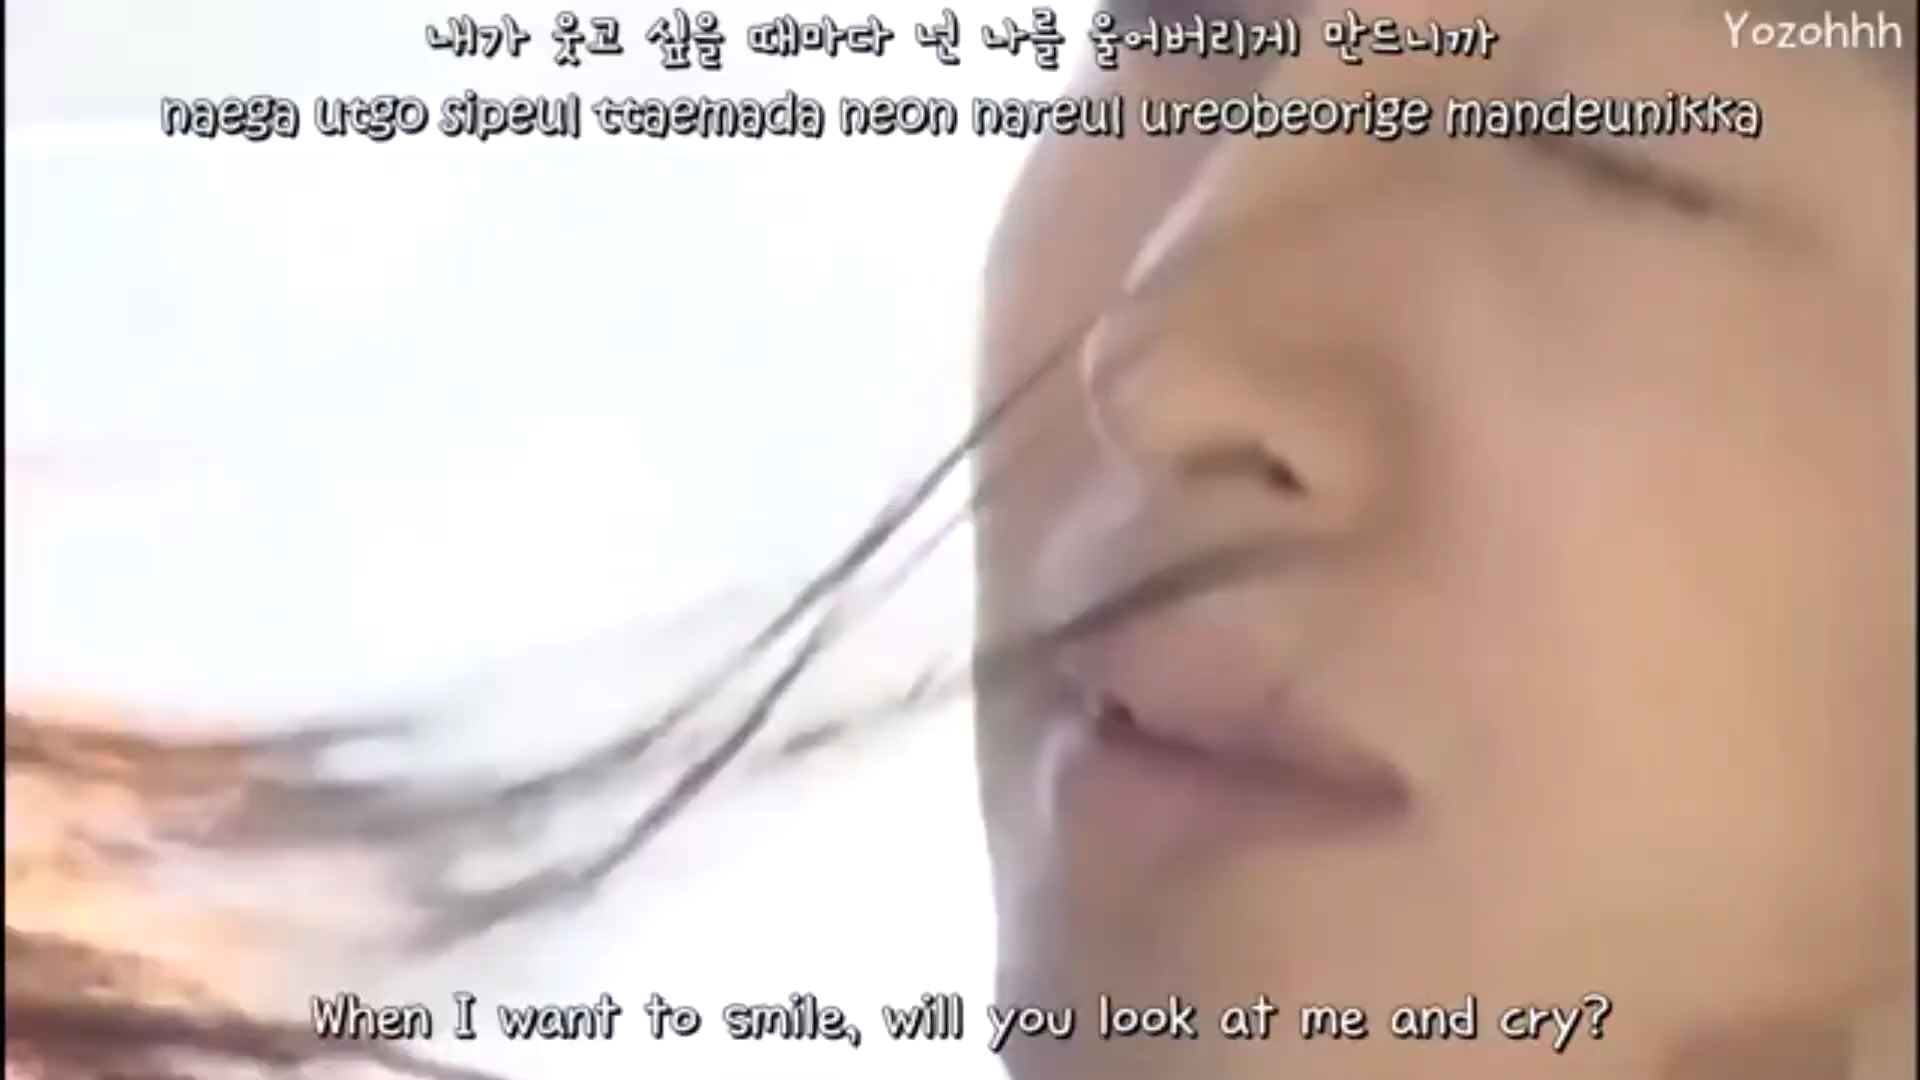 내가 웃고 싶을 때마다 넌 나를 울어버리게 만드니까
Yozohhh
naega utgo sipeul ttaemada neon nareul ureobeorige mandeunikka
When I want to smile, will you look at me and cry?